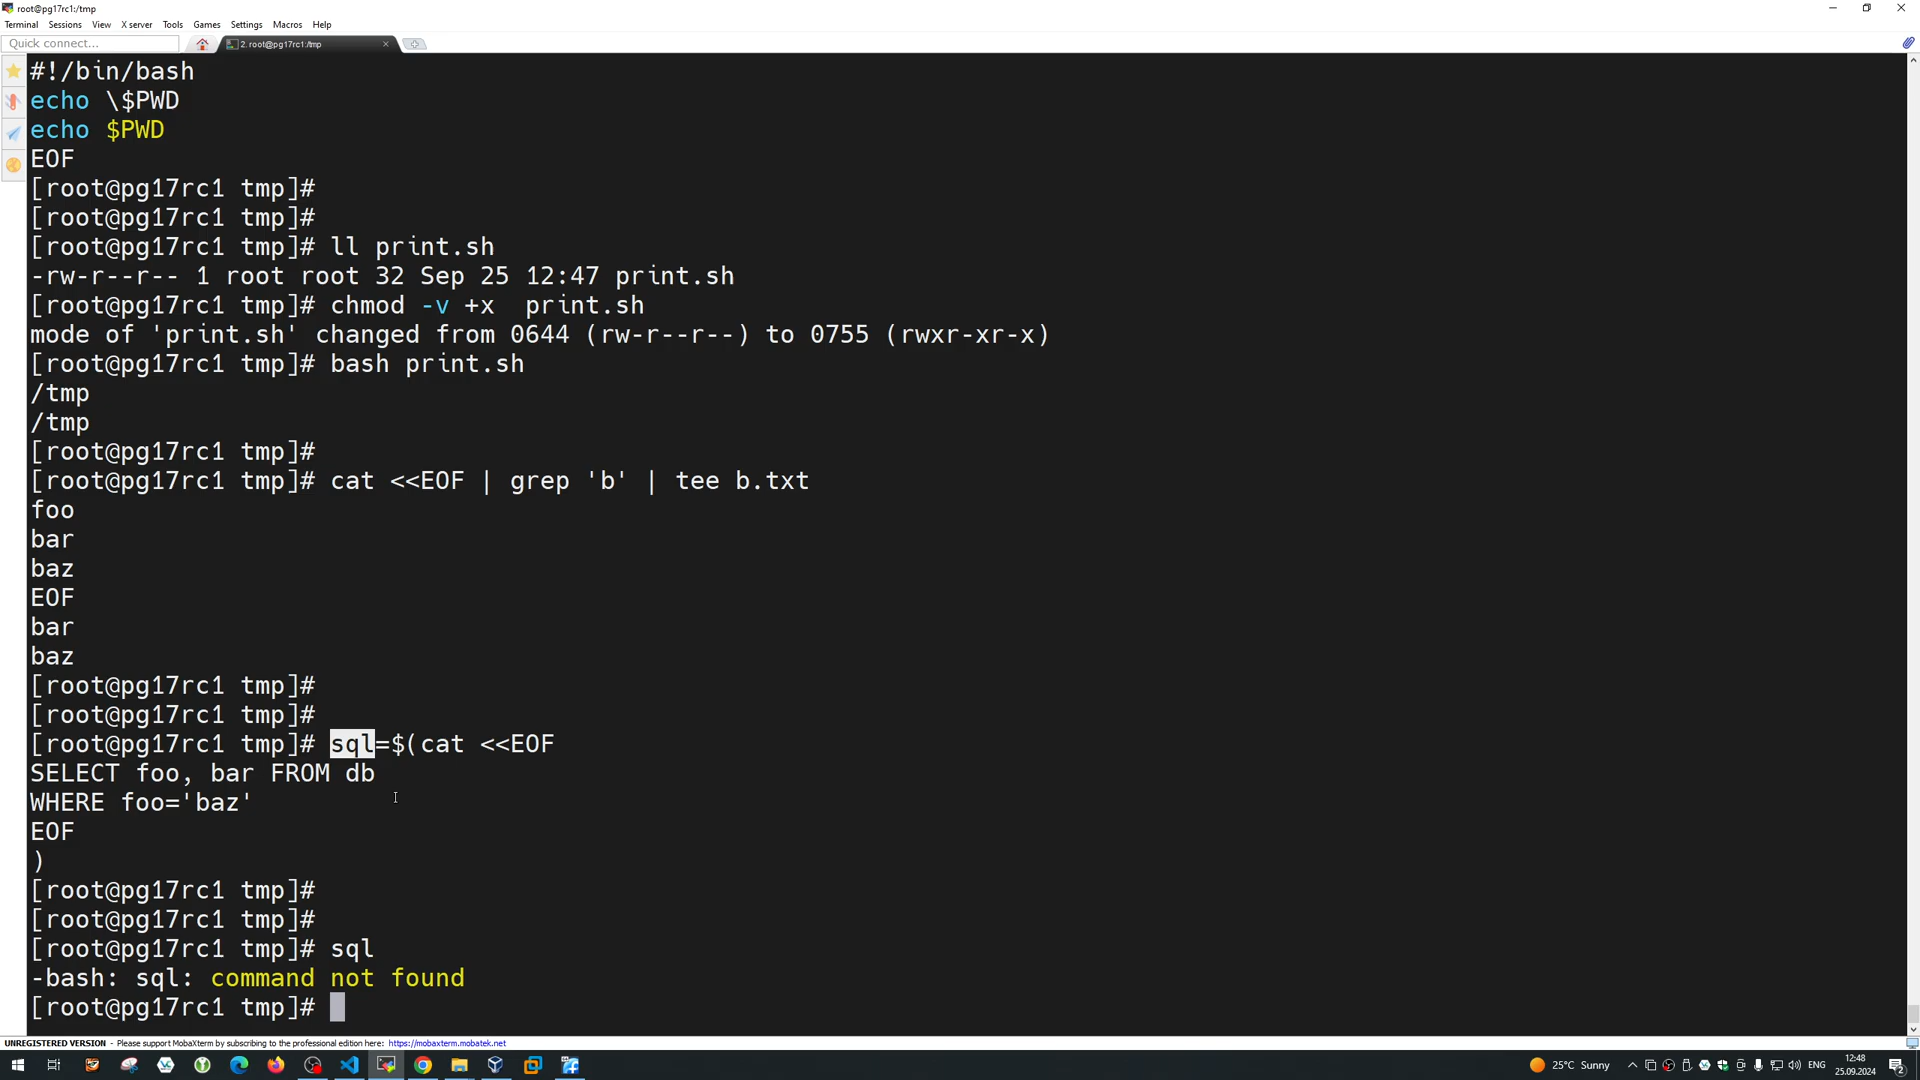 root@pg17rc1:/tmp
Terminal Sessions View X server Tools Games Settings Macros Help
Quick connect...
2. root@pg17rc1:/tmp
#!/bin/bash
echo \$PWD
echo $PWD
EOF
[root@pg17rc1 tmp]#
[root@pg17rc1 tmp]#
[root@pg17rc1 tmp]# ll print.sh
-rw-r--r-- 1 root root 32 Sep 25 12:47 print.sh
[root@pg17rc1 tmp]# chmod -v +x  print.sh
mode of 'print.sh' changed from 0644 (rw-r--r--) to 0755 (rwxr-xr-x)
[root@pg17rc1 tmp]# bash print.sh
/tmp
/tmp
[root@pg17rc1 tmp]#
[root@pg17rc1 tmp]# cat <<EOF | grep 'b' | tee b.txt
foo
bar
baz
EOF
bar
baz
[root@pg17rc1 tmp]#
[root@pg17rc1 tmp]#
[root@pg17rc1 tmp]# sql=$(cat <<EOF
SELECT foo, bar FROM db
WHERE foo='baz'
EOF
)
[root@pg17rc1 tmp]#
[root@pg17rc1 tmp]#
[root@pg17rc1 tmp]# sql
-bash: sql: command not found
[root@pg17rc1 tmp]#
UNREGISTERED VERSION - Please support MobaXterm by subscribing to the professional edition here: https://mobaxterm.mobatek.net
25°C Sunny
ENG
12:48
25.09.2024
2